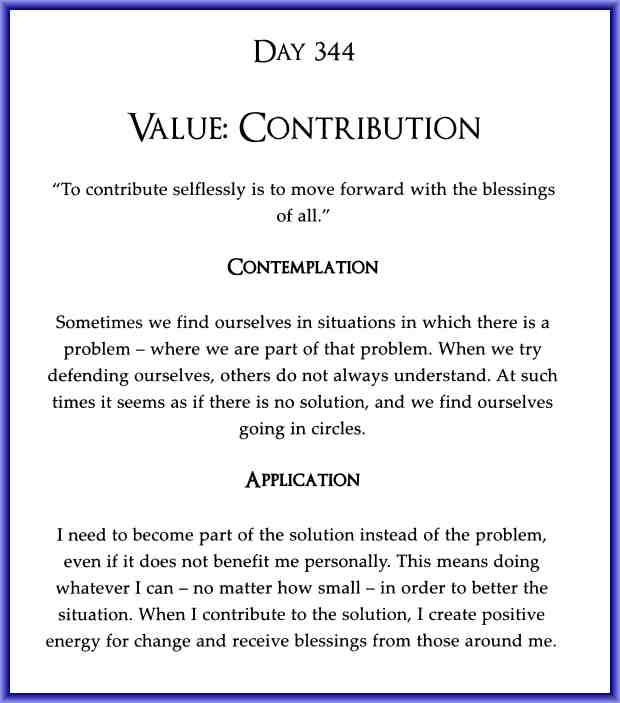 Day 344
Value: Contribution
“To contribute selflessly is to move forward with the blessings
of all.”
Contemplation
Sometimes we find ourselves in situations in which there is a
problem – where we are part of that problem. When we try
defending ourselves, others do not always understand. At such
times it seems as if there is no solution, and we find ourselves
going in circles.
Application
I need to become part of the solution instead of the problem,
even if it does not benefit me personally. This means doing
whatever I can – no matter how small – in order to better the
situation. When I contribute to the solution, I create positive
energy for change and receive blessings from those around me.